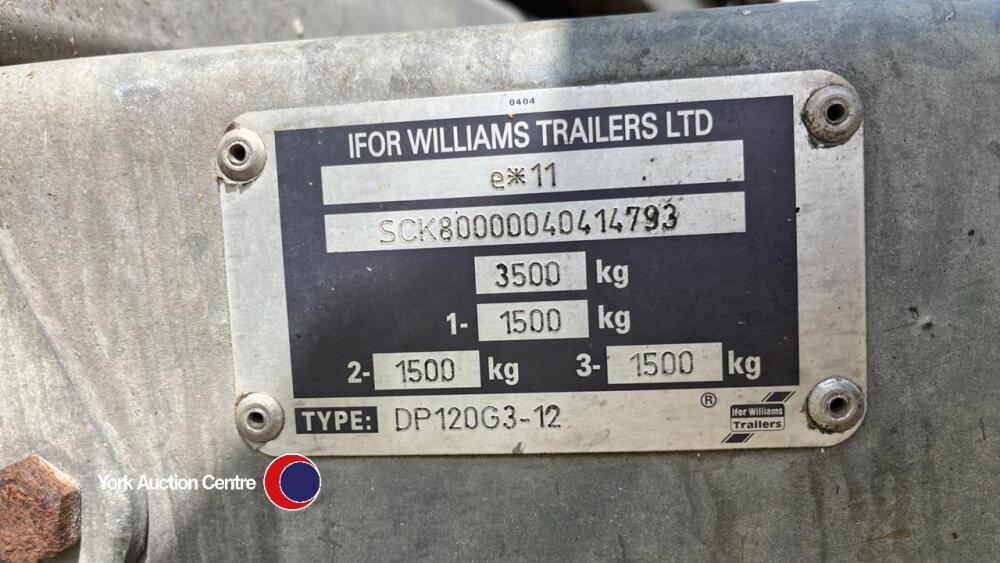 0404
IFOR WILLIAMS TRAILERS LTD
e*11
SCK80000040414793
3500 kg
1- 1500 kg
2- 1500 kg 3- 1500 kg
TYPE: DP120G3-12
®
Ifor Williams
Trailers
York Auction Centre